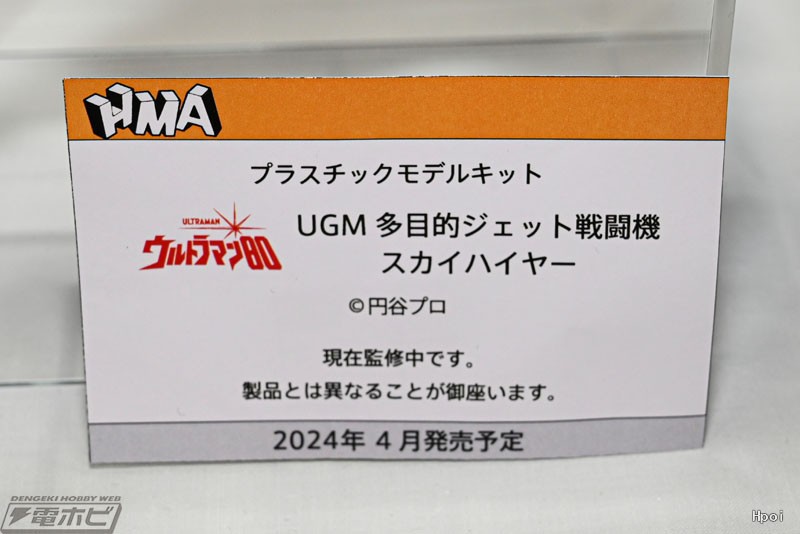 HMA
プラスチックモデルキット
ULTRAMAN
ウルトラマン80
UGM 多目的ジェット戦闘機
スカイハイヤー
©円谷プロ
現在監修中です。
製品とは異なることが御座います。
2024年 4月発売予定
DENGEKI HOBBY WEB
電ホビ
Hpoi